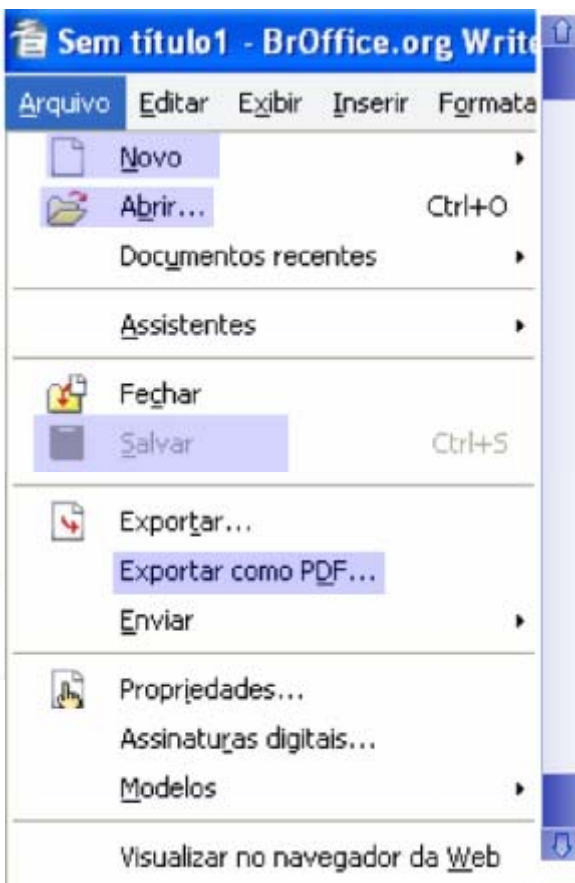 Sem título1 - BrOffice.org Write
Arquivo Editar Exibir Inserir Formata
Novo
Abrir... Ctrl+O
Documentos recentes
Assistentes
Fechar
Salvar Ctrl+S
Exportar...
Exportar como PDF...
Enviar
Propriedades...
Assinaturas digitais...
Modelos
Visualizar no navegador da Web